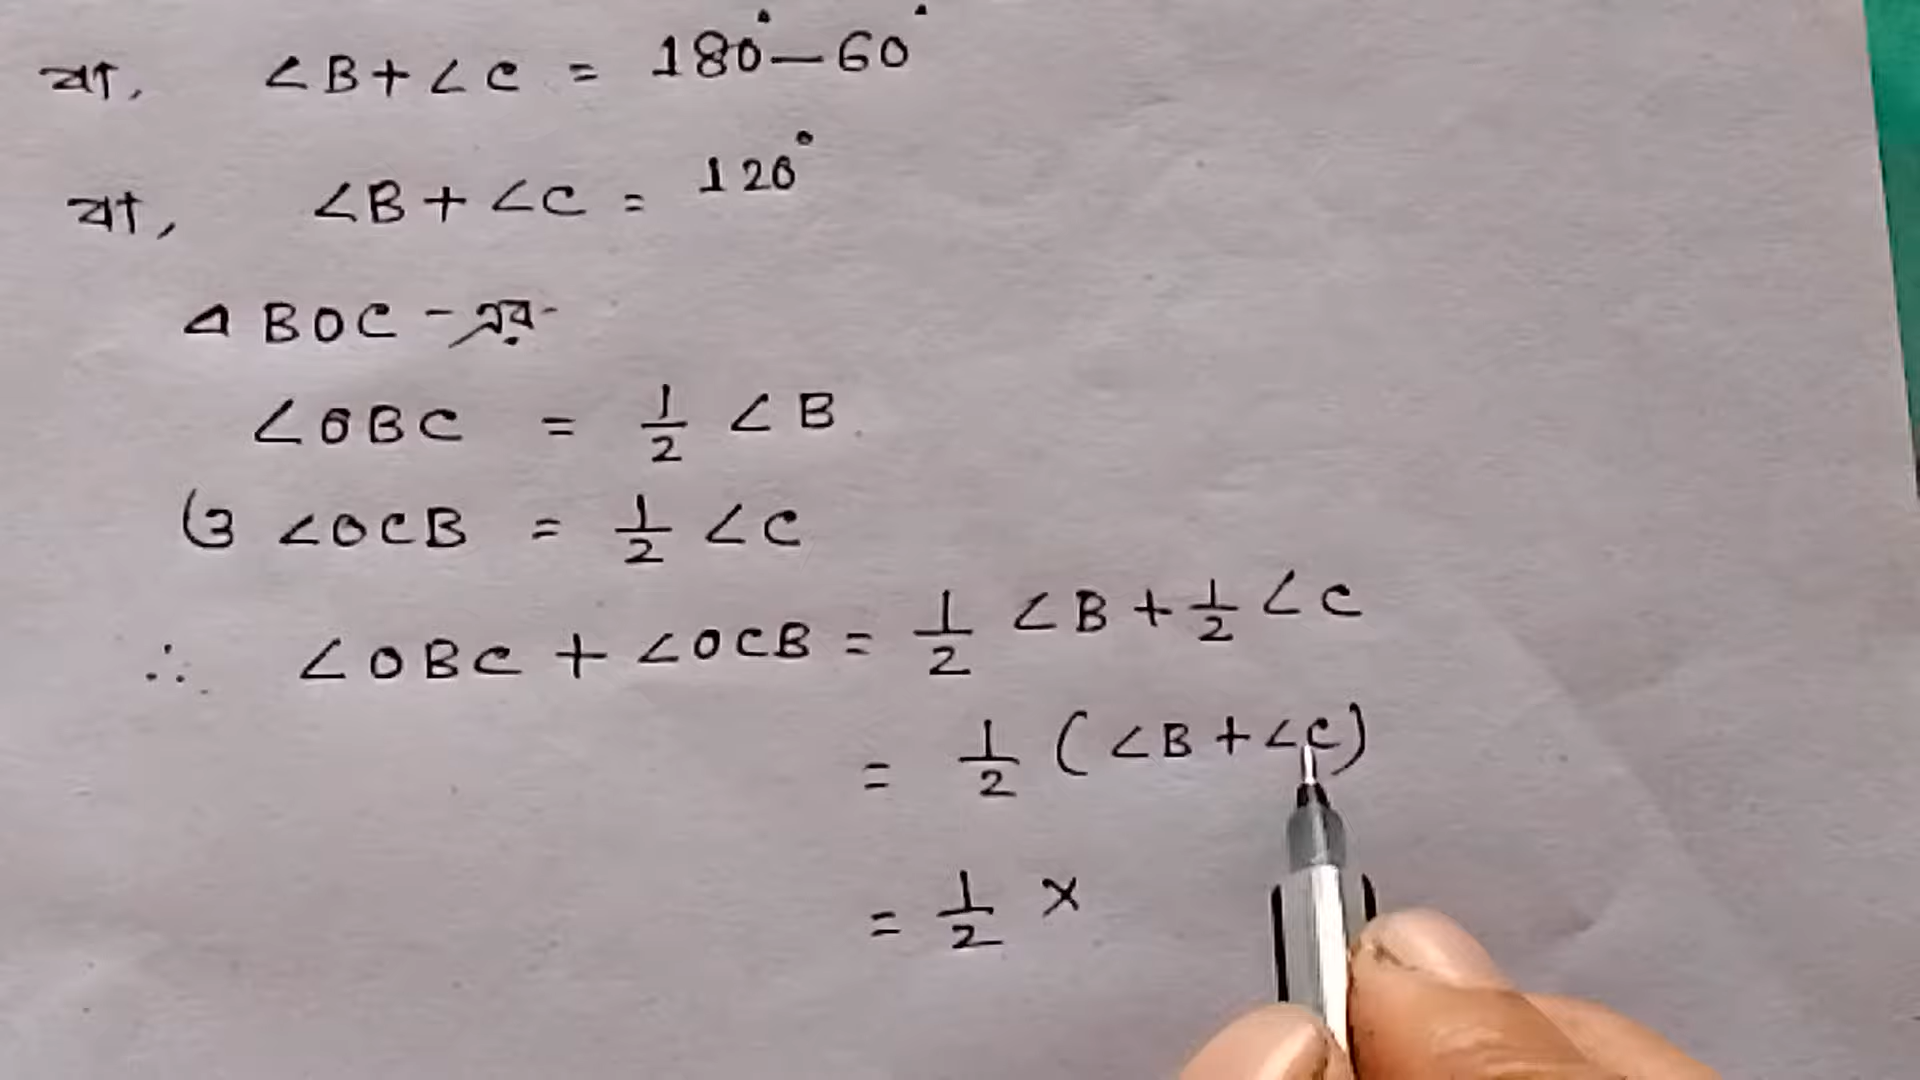 বা, ∠B + ∠C = 180° — 60°
বা, ∠B + ∠C = 120°
△ BOC - এর
∠OBC = 1/2 ∠B
ও ∠OCB = 1/2 ∠C
∴ ∠OBC + ∠OCB = 1/2 ∠B + 1/2 ∠C
= 1/2 (∠B + ∠C)
= 1/2 ×